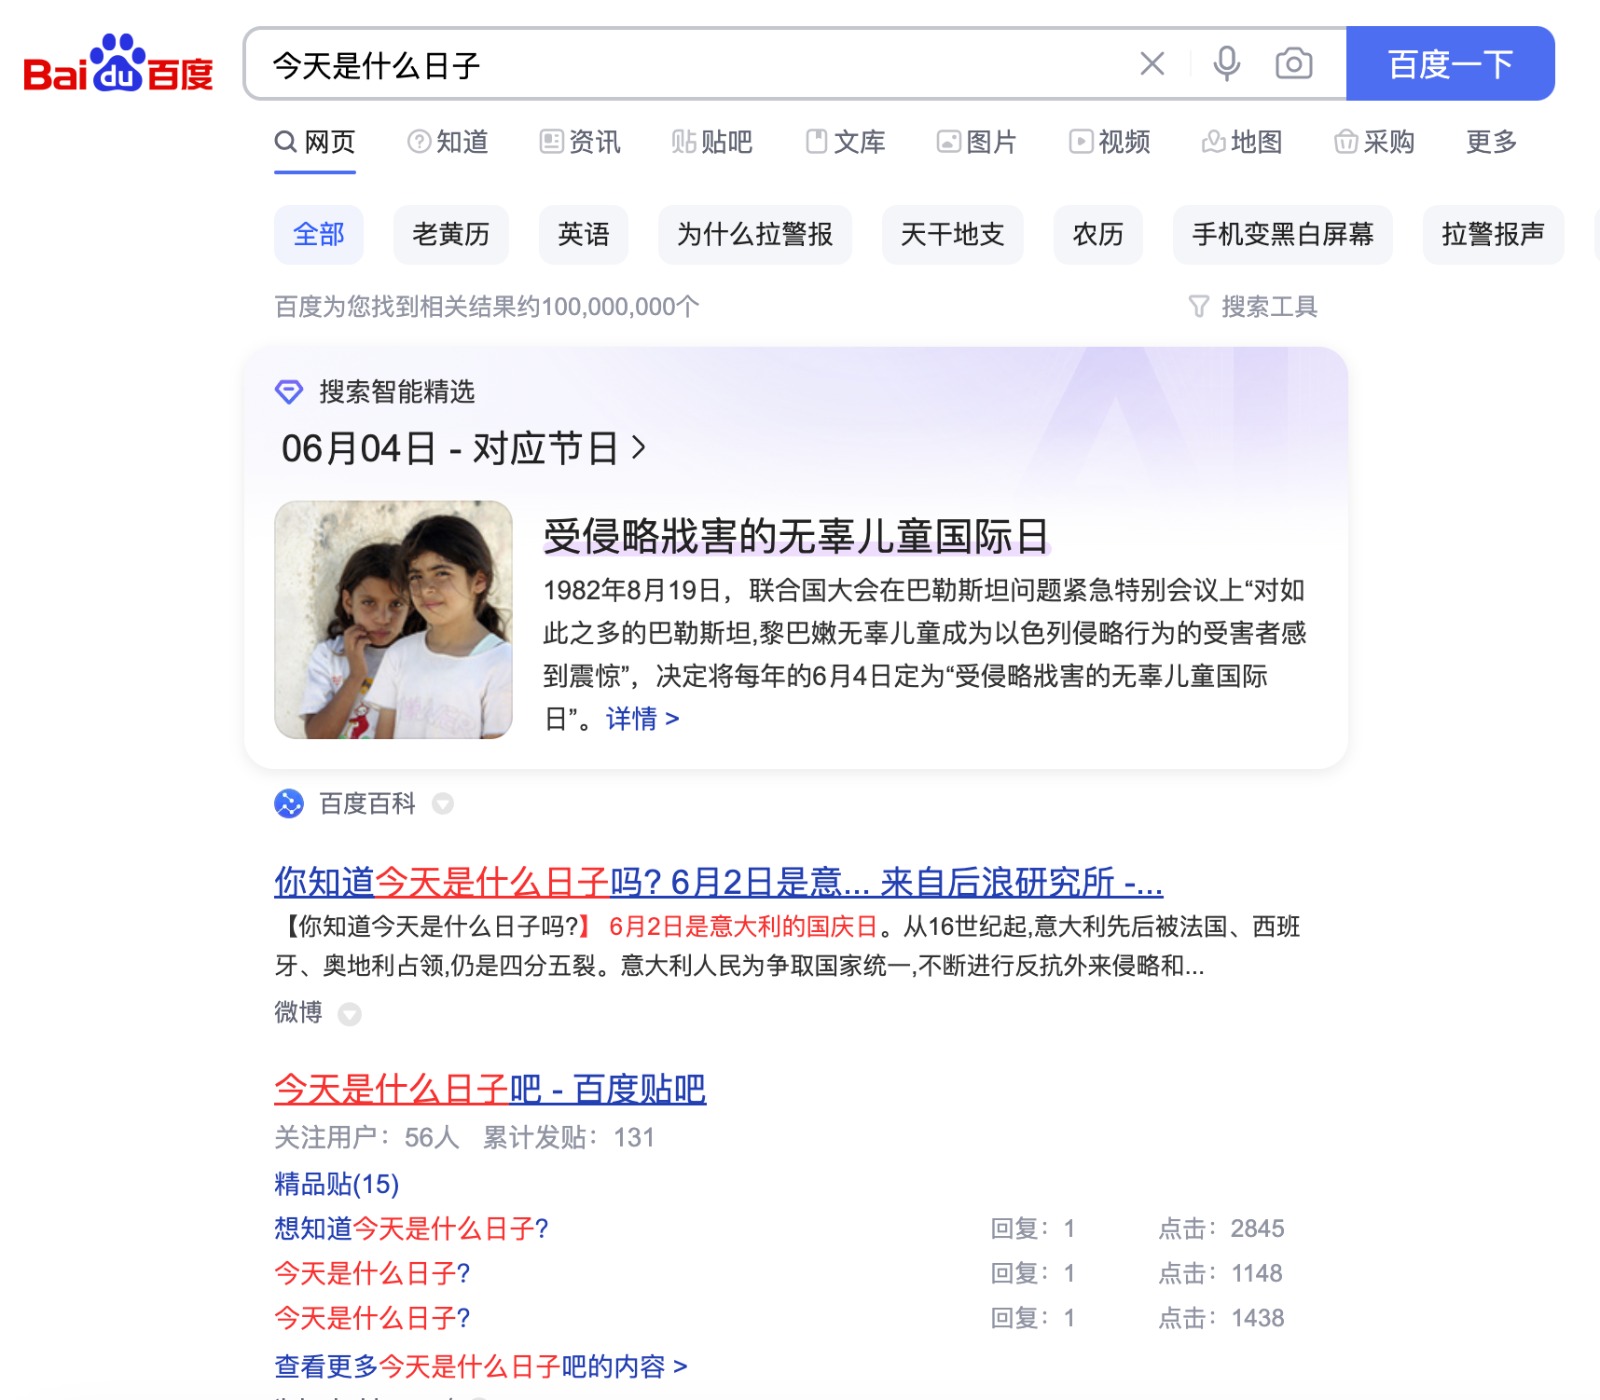 Bai du 百度
今天是什么日子
百度一下
网页 知道 资讯 贴吧 文库 图片 视频 地图 采购 更多
全部 老黄历 英语 为什么拉警报 天干地支 农历 手机变黑白屏幕 拉警报声
百度为您找到相关结果约100,000,000个 搜索工具
搜索智能精选
06月04日 - 对应节日 >
受侵略戕害的无辜儿童国际日
1982年8月19日，联合国大会在巴勒斯坦问题紧急特别会议上“对如
此之多的巴勒斯坦,黎巴嫩无辜儿童成为以色列侵略行为的受害者感
到震惊”，决定将每年的6月4日定为“受侵略戕害的无辜儿童国际
日”。详情 >
百度百科
你知道今天是什么日子吗? 6月2日是意... 来自后浪研究所 -...
【你知道今天是什么日子吗?】 6月2日是意大利的国庆日。从16世纪起,意大利先后被法国、西班
牙、奥地利占领,仍是四分五裂。意大利人民为争取国家统一,不断进行反抗外来侵略和...
微博
今天是什么日子吧 - 百度贴吧
关注用户：56人 累计发贴：131
精品贴(15)
想知道今天是什么日子? 回复：1 点击：2845
今天是什么日子? 回复：1 点击：1148
今天是什么日子? 回复：1 点击：1438
查看更多今天是什么日子吧的内容 >